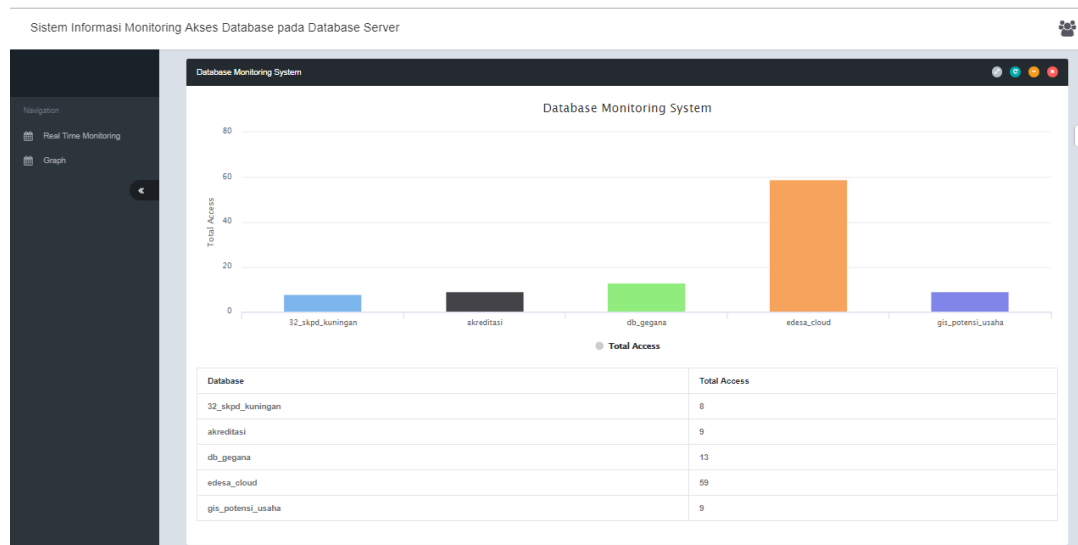 Sistem Informasi Monitoring Akses Database pada Database Server
Navigation
Real Time Monitoring
Graph
Database Monitoring System
Database Monitoring System
Total Access
80
60
40
20
0
32_skpd_kuningan akreditasi db_gegana edesa_cloud gis_potensi_usaha
Total Access
Database Total Access
32_skpd_kuningan 8
akreditasi 9
db_gegana 13
edesa_cloud 59
gis_potensi_usaha 9